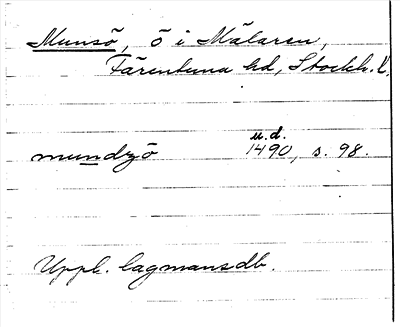 Munsö, ö i Mälaren,
Färentuna hd, Stockh. l.
u.d.
mundzö 1490, s. 98.
Uppl. lagmansdb.